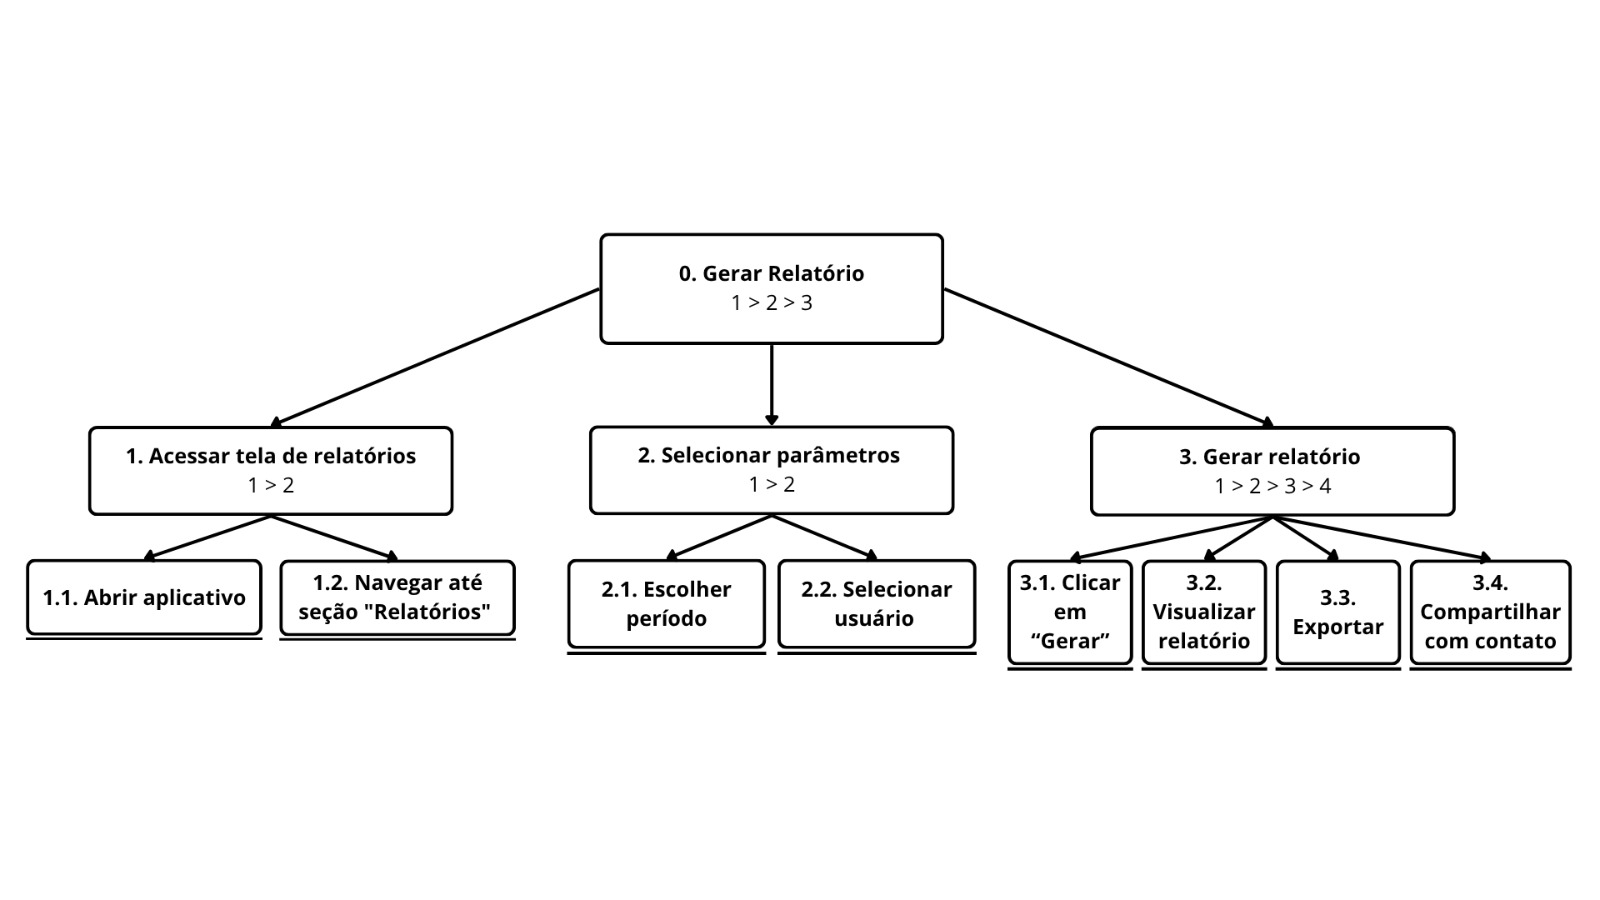 0. Gerar Relatório
1 > 2 > 3
1. Acessar tela de relatórios
1 > 2
2. Selecionar parâmetros
1 > 2
3. Gerar relatório
1 > 2 > 3 > 4
1.1. Abrir aplicativo
1.2. Navegar até
seção "Relatórios"
2.1. Escolher
período
2.2. Selecionar
usuário
3.1. Clicar
em
“Gerar”
3.2.
Visualizar
relatório
3.3.
Exportar
3.4.
Compartilhar
com contato